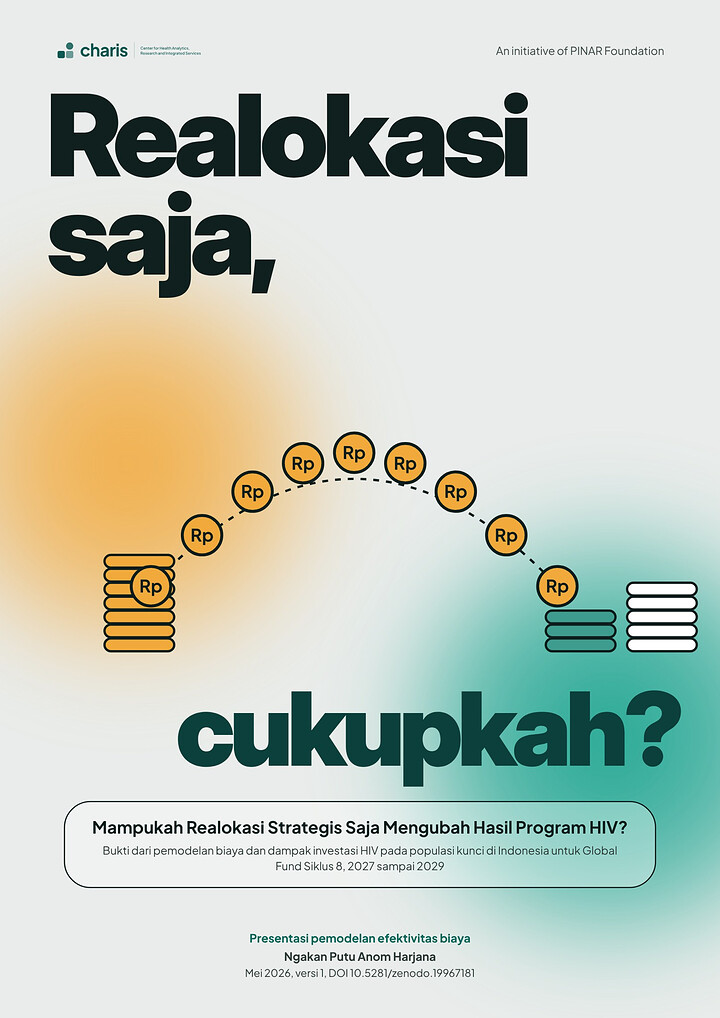 charis
Center for Health Analytics,
Research and Integrated Services
An initiative of PINAR Foundation
Realokasi
saja,
Rp
Rp
Rp
Rp
Rp
Rp
Rp
Rp
Rp
cukupkah?
Mampukah Realokasi Strategis Saja Mengubah Hasil Program HIV?
Bukti dari pemodelan biaya dan dampak investasi HIV pada populasi kunci di Indonesia untuk Global
Fund Siklus 8, 2027 sampai 2029
Presentasi pemodelan efektivitas biaya
Ngakan Putu Anom Harjana
Mei 2026, versi 1, DOI 10.5281/zenodo.19967181